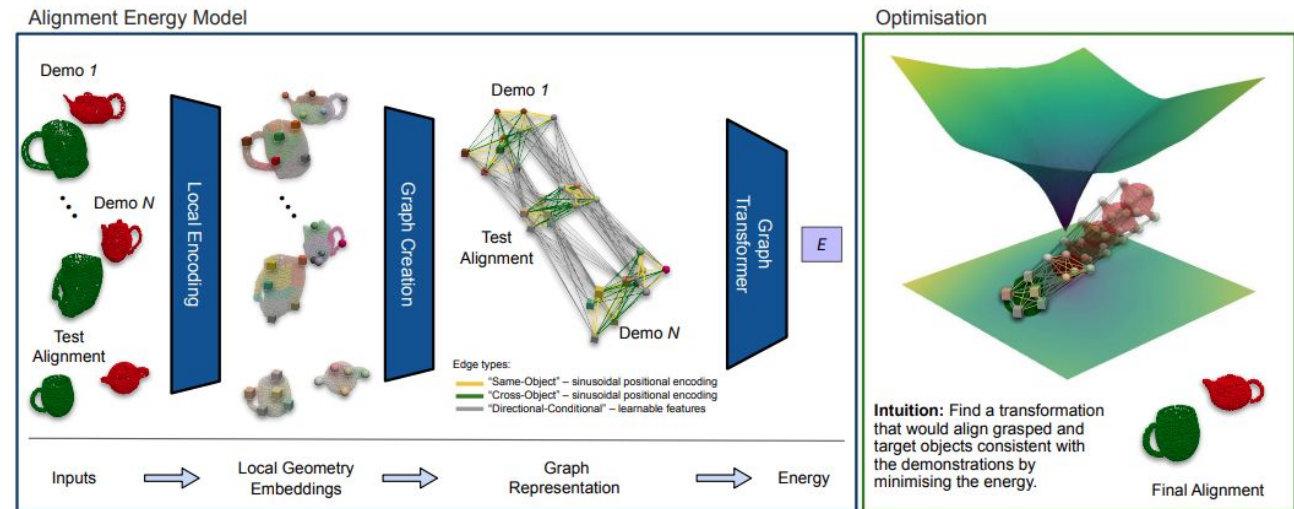 Alignment Energy Model
Demo 1
Demo N
Test
Alignment
Local Encoding
Graph Creation
Demo 1
Test
Alignment
Demo N
Edge types:
"Same-Object" – sinusoidal positional encoding
"Cross-Object" – sinusoidal positional encoding
"Directional-Conditional" – learnable features
Graph
Transformer
E
Inputs
Local Geometry
Embeddings
Graph
Representation
Energy
Optimisation
Intuition: Find a transformation
that would align grasped and
target objects consistent with
the demonstrations by
minimising the energy.
Final Alignment